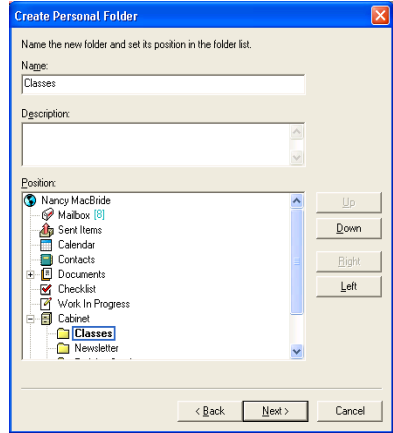 Create Personal Folder
Name the new folder and set its position in the folder list.
Name:
Classes
Description:
Position:
Nancy MacBride
Mailbox [8]
Sent Items
Calendar
Contacts
Documents
Checklist
Work In Progress
Cabinet
Classes
Newsletter
Up
Down
Right
Left
< Back
Next >
Cancel